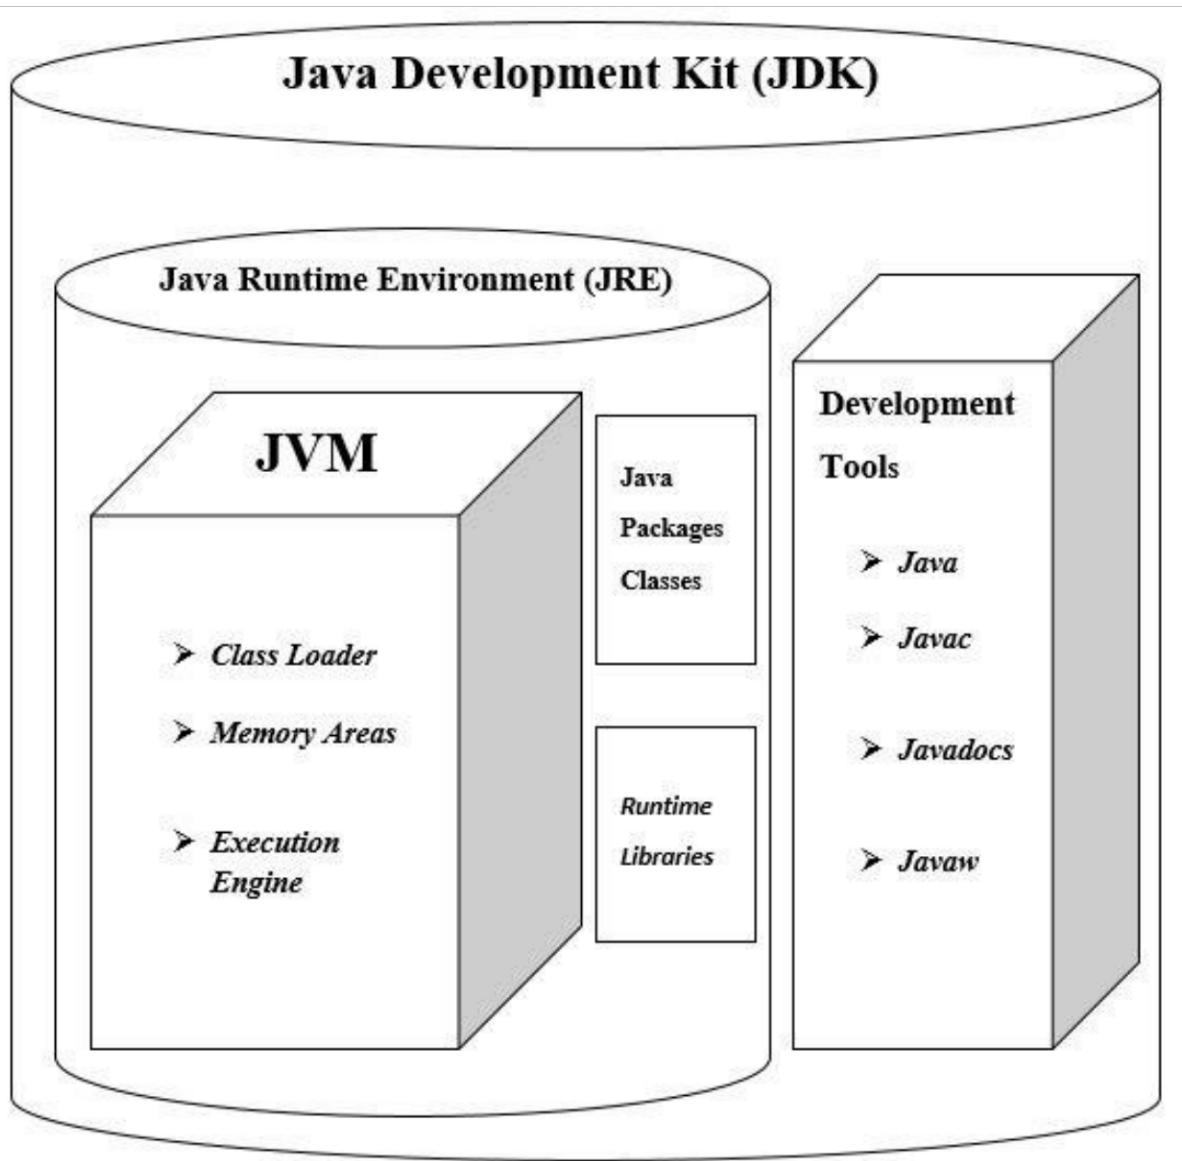 Java Development Kit (JDK)
Java Runtime Environment (JRE)
JVM
Class Loader
Memory Areas
Execution
Engine
Java
Packages
Classes
Runtime
Libraries
Development
Tools
Java
Javac
Javadocs
Javaw